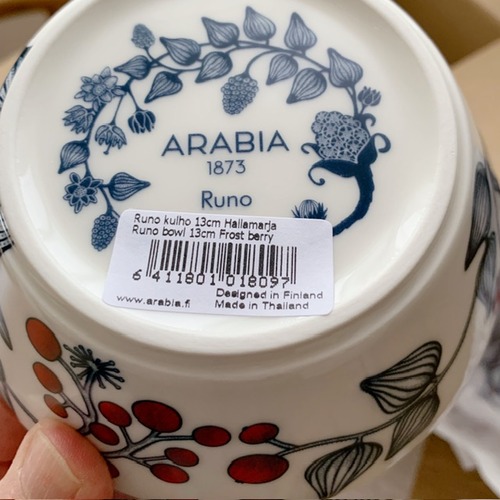 ARABIA
1873
Runo
Runo kulho 13cm Hallamarja
Runo bowl 13cm Frost berry
6 411801 018097
www.arabia.fi
Designed in Finland
Made in Thailand